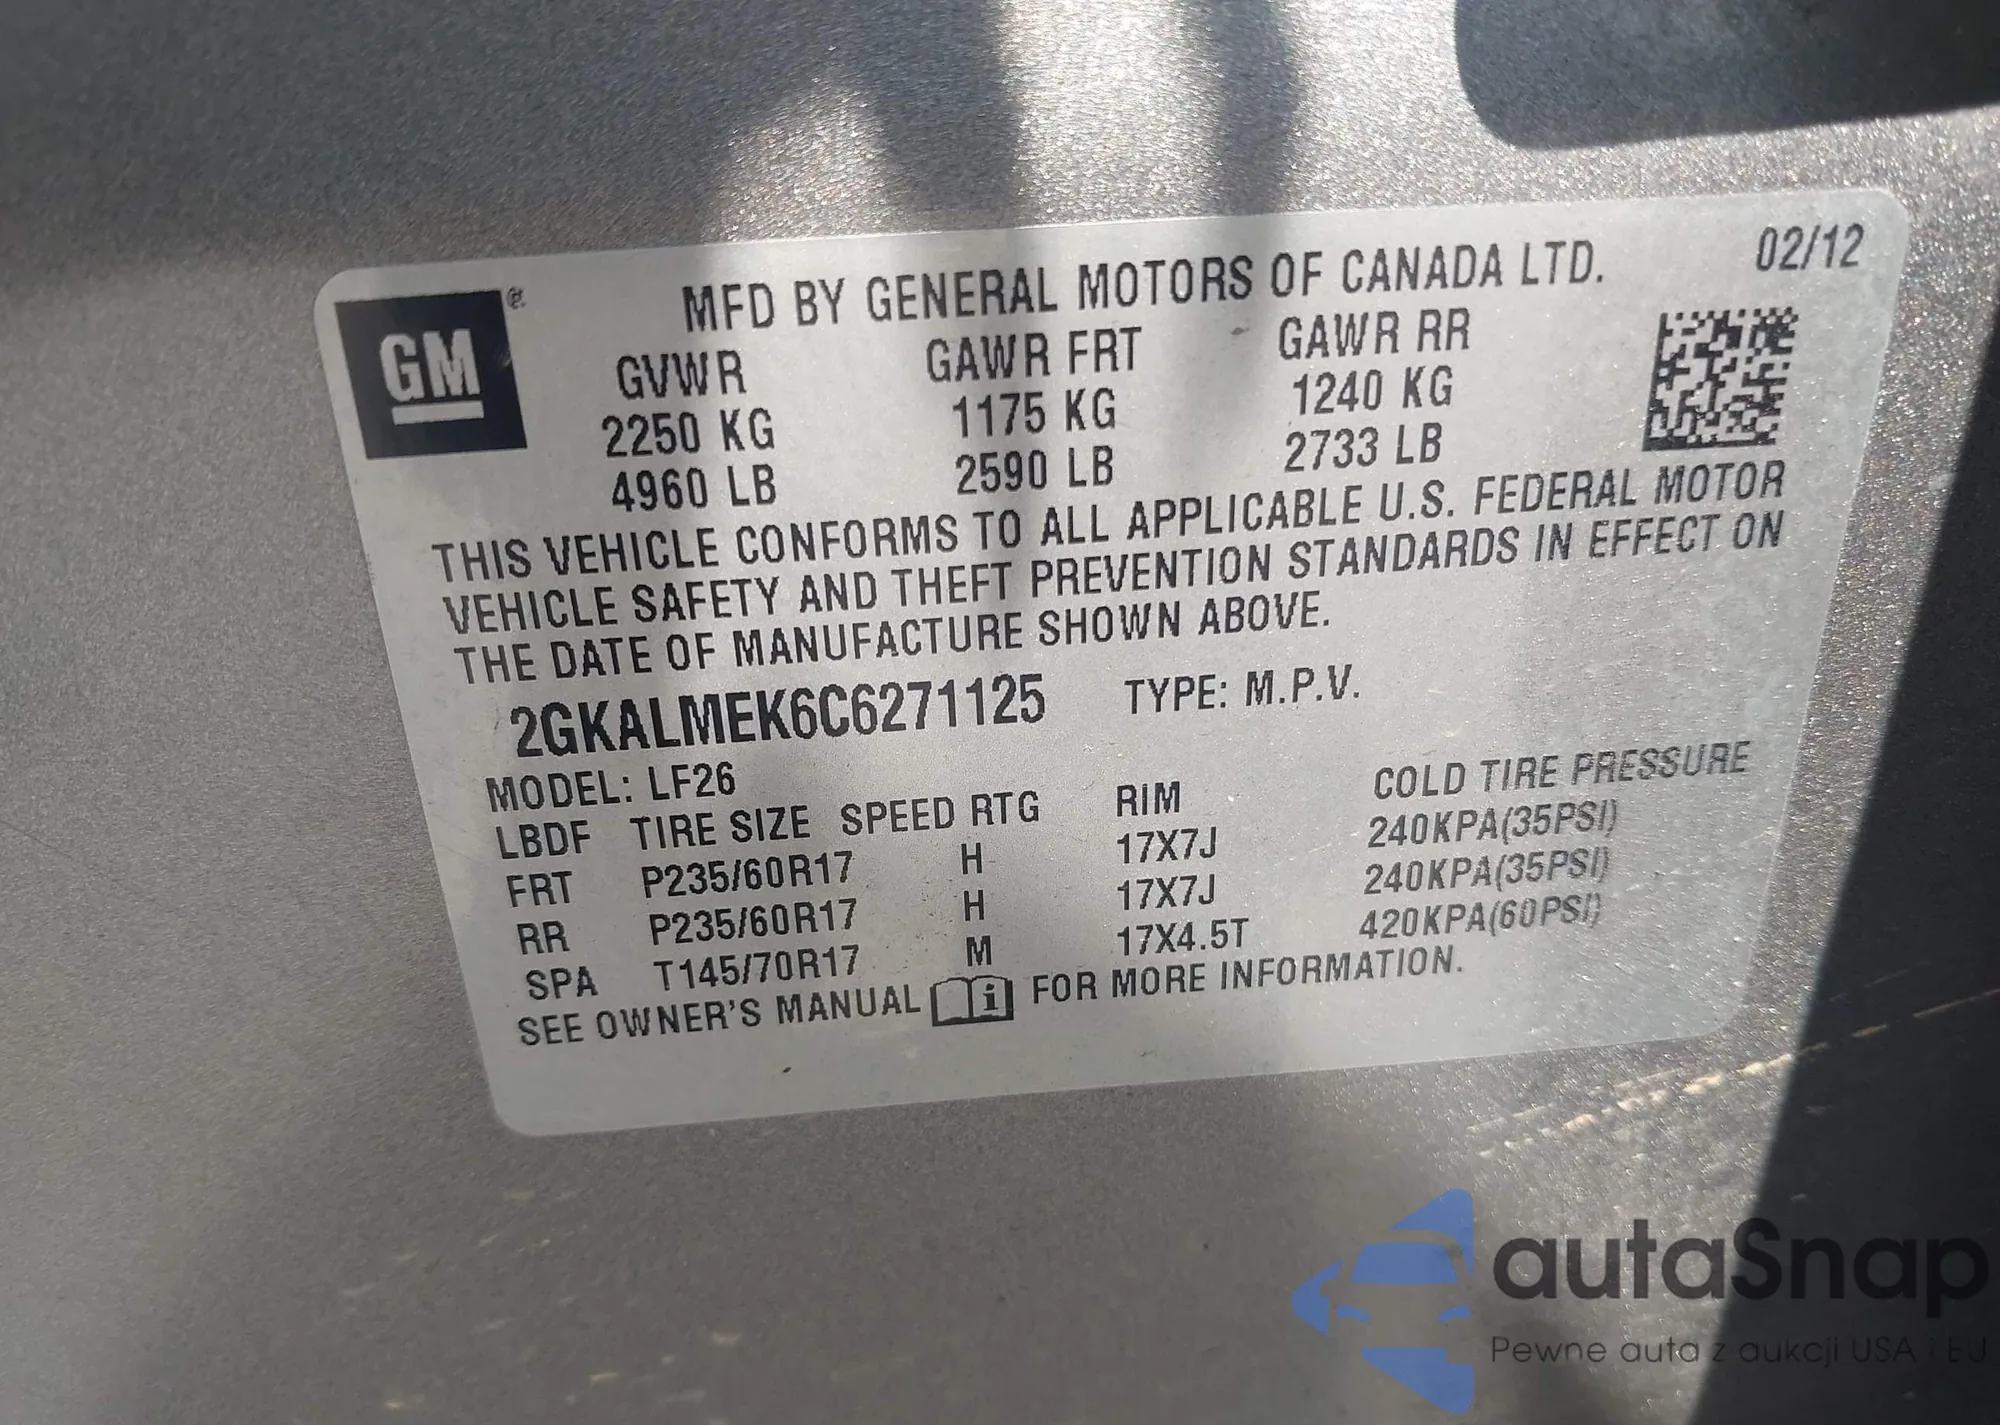 02/12
GM ®
MFD BY GENERAL MOTORS OF CANADA LTD.
GVWR GAWR FRT GAWR RR
2250 KG 1175 KG 1240 KG
4960 LB 2590 LB 2733 LB
THIS VEHICLE CONFORMS TO ALL APPLICABLE U.S. FEDERAL MOTOR
VEHICLE SAFETY AND THEFT PREVENTION STANDARDS IN EFFECT ON
THE DATE OF MANUFACTURE SHOWN ABOVE.
2GKALMEK6C6271125 TYPE: M.P.V.
MODEL: LF26
LBDF TIRE SIZE SPEED RTG RIM COLD TIRE PRESSURE
FRT P235/60R17 H 17X7J 240KPA(35PSI)
RR P235/60R17 H 17X7J 240KPA(35PSI)
SPA T145/70R17 M 17X4.5T 420KPA(60PSI)
SEE OWNER'S MANUAL i FOR MORE INFORMATION.
autaSnap
Pewne auta z aukcji USA i EU